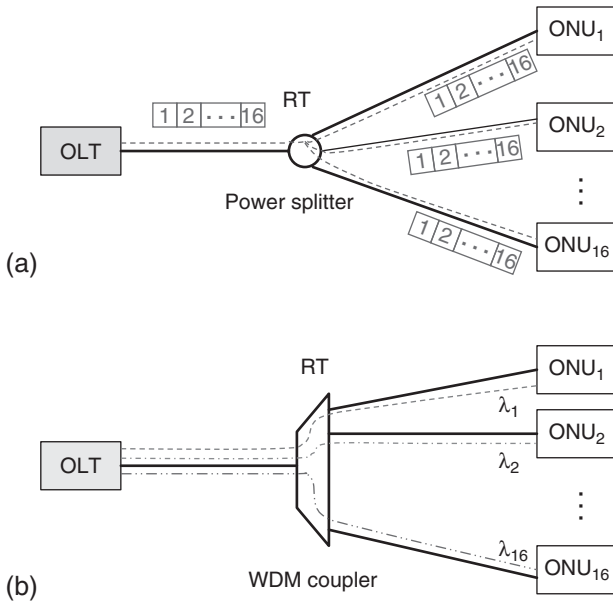 ONU₁
1 2 ··· 16
RT
1 2 ··· 16
OLT
ONU₂
1 2 ··· 16
Power splitter
⋮
1 2 ··· 16
ONU₁₆
(a)
RT
ONU₁
λ₁
ONU₂
OLT
λ₂
⋮
λ₁₆
ONU₁₆
WDM coupler
(b)